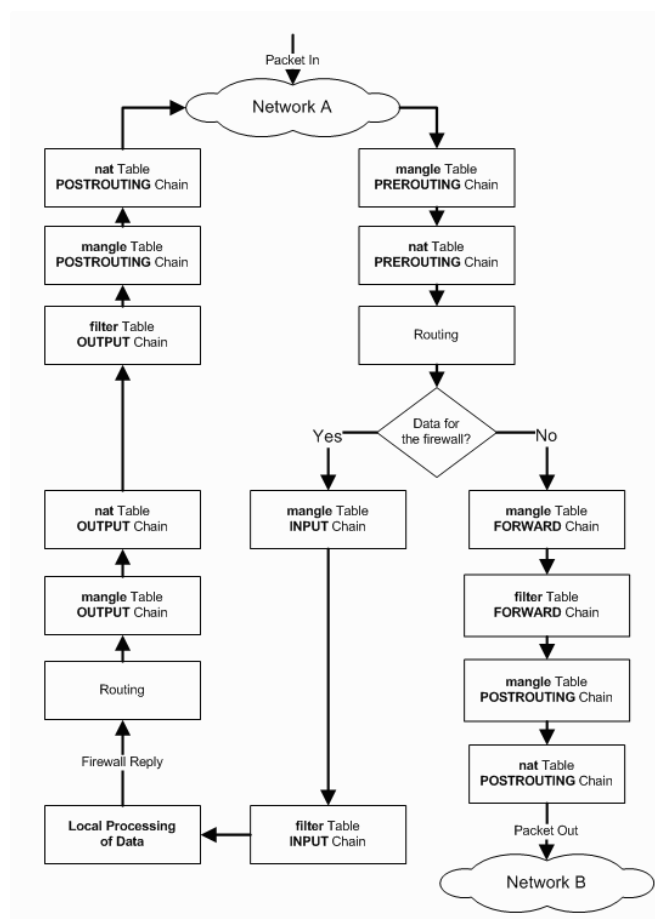 Packet In
Network A
mangle Table
PREROUTING Chain
nat Table
PREROUTING Chain
Routing
Data for
the firewall?
Yes
No
mangle Table
INPUT Chain
filter Table
INPUT Chain
Local Processing
of Data
Firewall Reply
Routing
mangle Table
OUTPUT Chain
nat Table
OUTPUT Chain
filter Table
OUTPUT Chain
mangle Table
POSTROUTING Chain
nat Table
POSTROUTING Chain
mangle Table
FORWARD Chain
filter Table
FORWARD Chain
mangle Table
POSTROUTING Chain
nat Table
POSTROUTING Chain
Packet Out
Network B